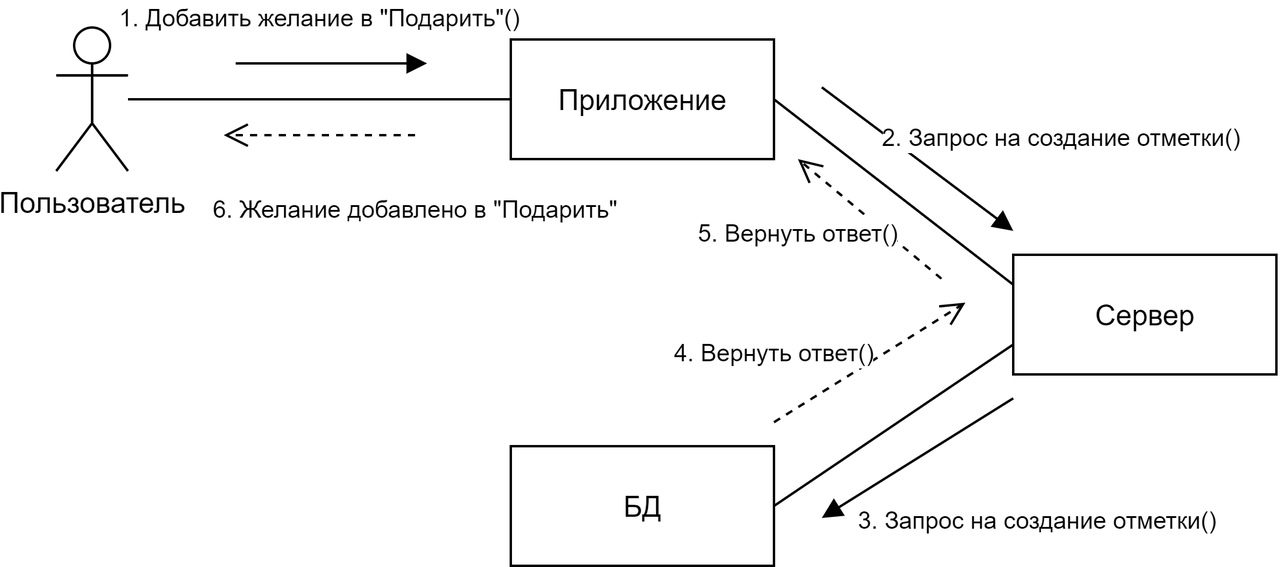 1. Добавить желание в "Подарить"()
Приложение
2. Запрос на создание отметки()
Пользователь
6. Желание добавлено в "Подарить"
5. Вернуть ответ()
Сервер
4. Вернуть ответ()
БД
3. Запрос на создание отметки()